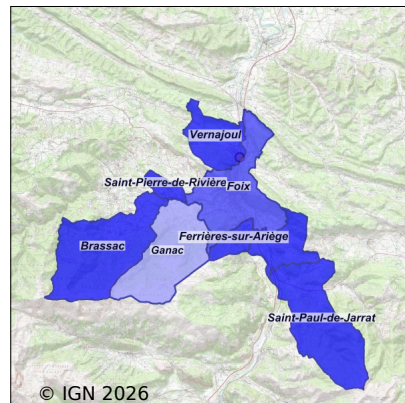 Vernajoul
Saint-Pierre-de-Rivière
Foix
Ferrières-sur-Ariège
Brassac
Ganac
Saint-Paul-de-Jarrat
© IGN 2026